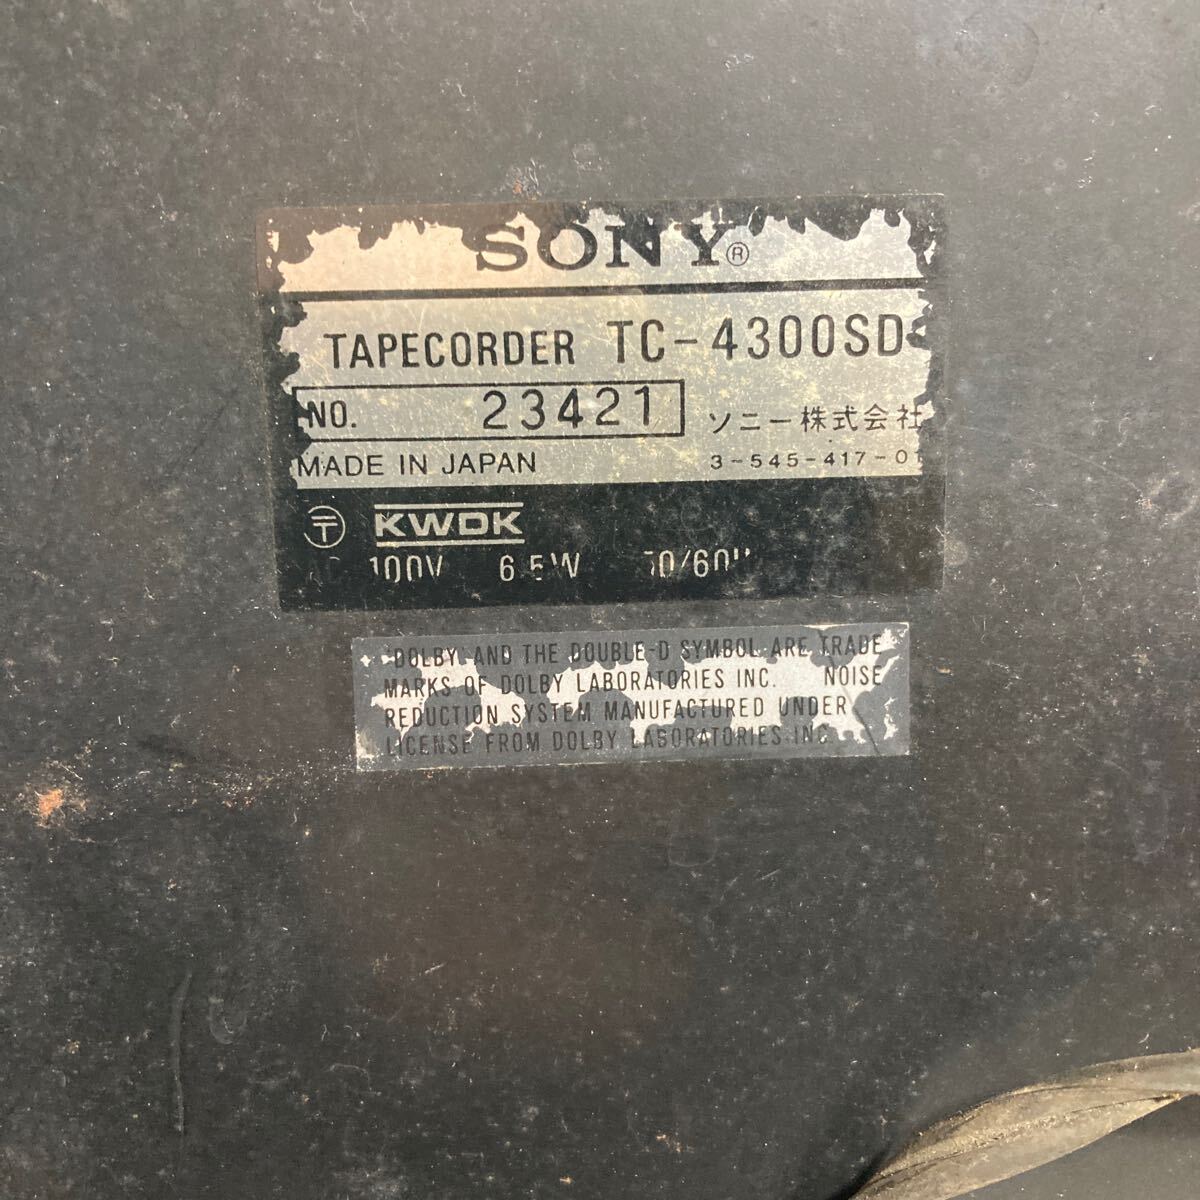 SONY®
TAPECORDER TC-4300SD
NO. 23421
ソニー株式会社
MADE IN JAPAN 3-545-417-01
〒 KWDK
100V 65W 50/60H
'DOLBY' AND THE DOUBLE-D SYMBOL ARE TRADE
MARKS OF DOLBY LABORATORIES INC. NOISE
REDUCTION SYSTEM MANUFACTURED UNDER
LICENSE FROM DOLBY LABORATORIES INC.